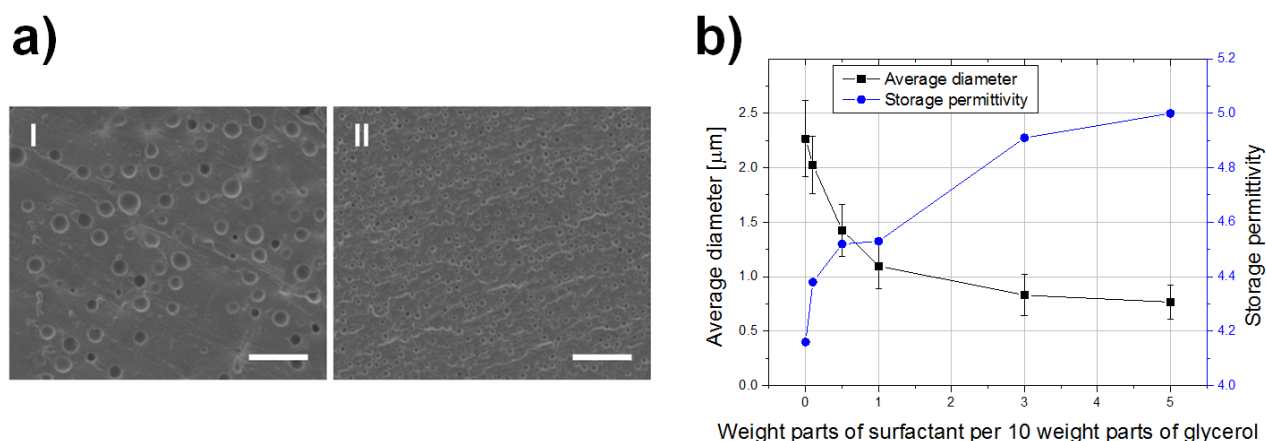 a)
I
II
b)
Average diameter
Storage permittivity
Average diameter [μm]
2.5
2.0
1.5
1.0
0.5
0.0
5.2
5.0
4.8
4.6
4.4
4.2
4.0
Storage permittivity
0
1
2
3
4
5
Weight parts of surfactant per 10 weight parts of glycerol